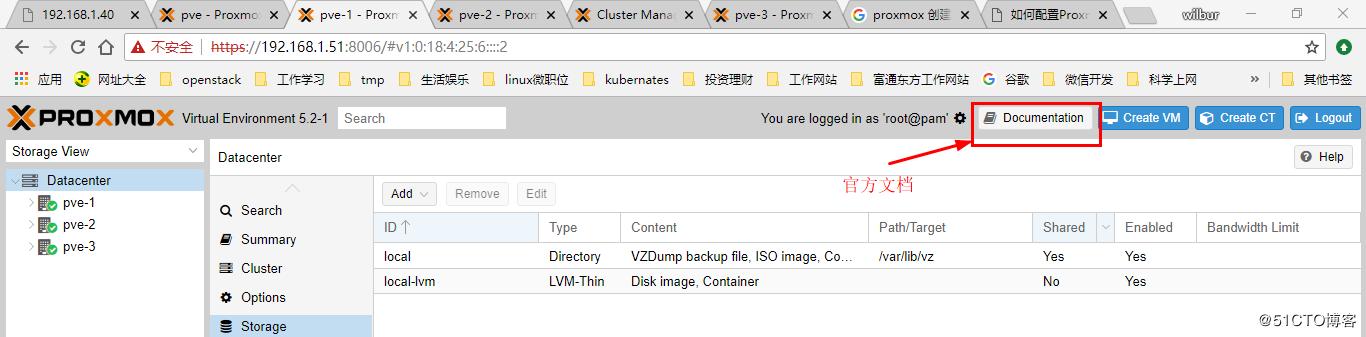 192.168.1.40
pve - Proxmo
pve-1 - Proxm
pve-2 - Proxm
Cluster Mana
pve-3 - Proxm
proxmox 创建
如何配置Prox
wilbur
不安全 https://192.168.1.51:8006/#v1:0:18:4:25:6::::2
应用 网址大全 openstack 工作学习 tmp 生活娱乐 linux微职位 kubernates 投资理财 工作网站 富通东方工作网站 谷歌 微信开发 科学上网 » 其他书签
PROXMOX Virtual Environment 5.2-1 Search You are logged in as 'root@pam' Documentation Create VM Create CT Logout
Storage View
Datacenter
pve-1
pve-2
pve-3
Datacenter Help
官方文档
Search
Summary
Cluster
Options
Storage
Add Remove Edit
ID Type Content Path/Target Shared Enabled Bandwidth Limit
local Directory VZDump backup file, ISO image, Co... /var/lib/vz Yes Yes
local-lvm LVM-Thin Disk image, Container No Yes
@51CTO博客